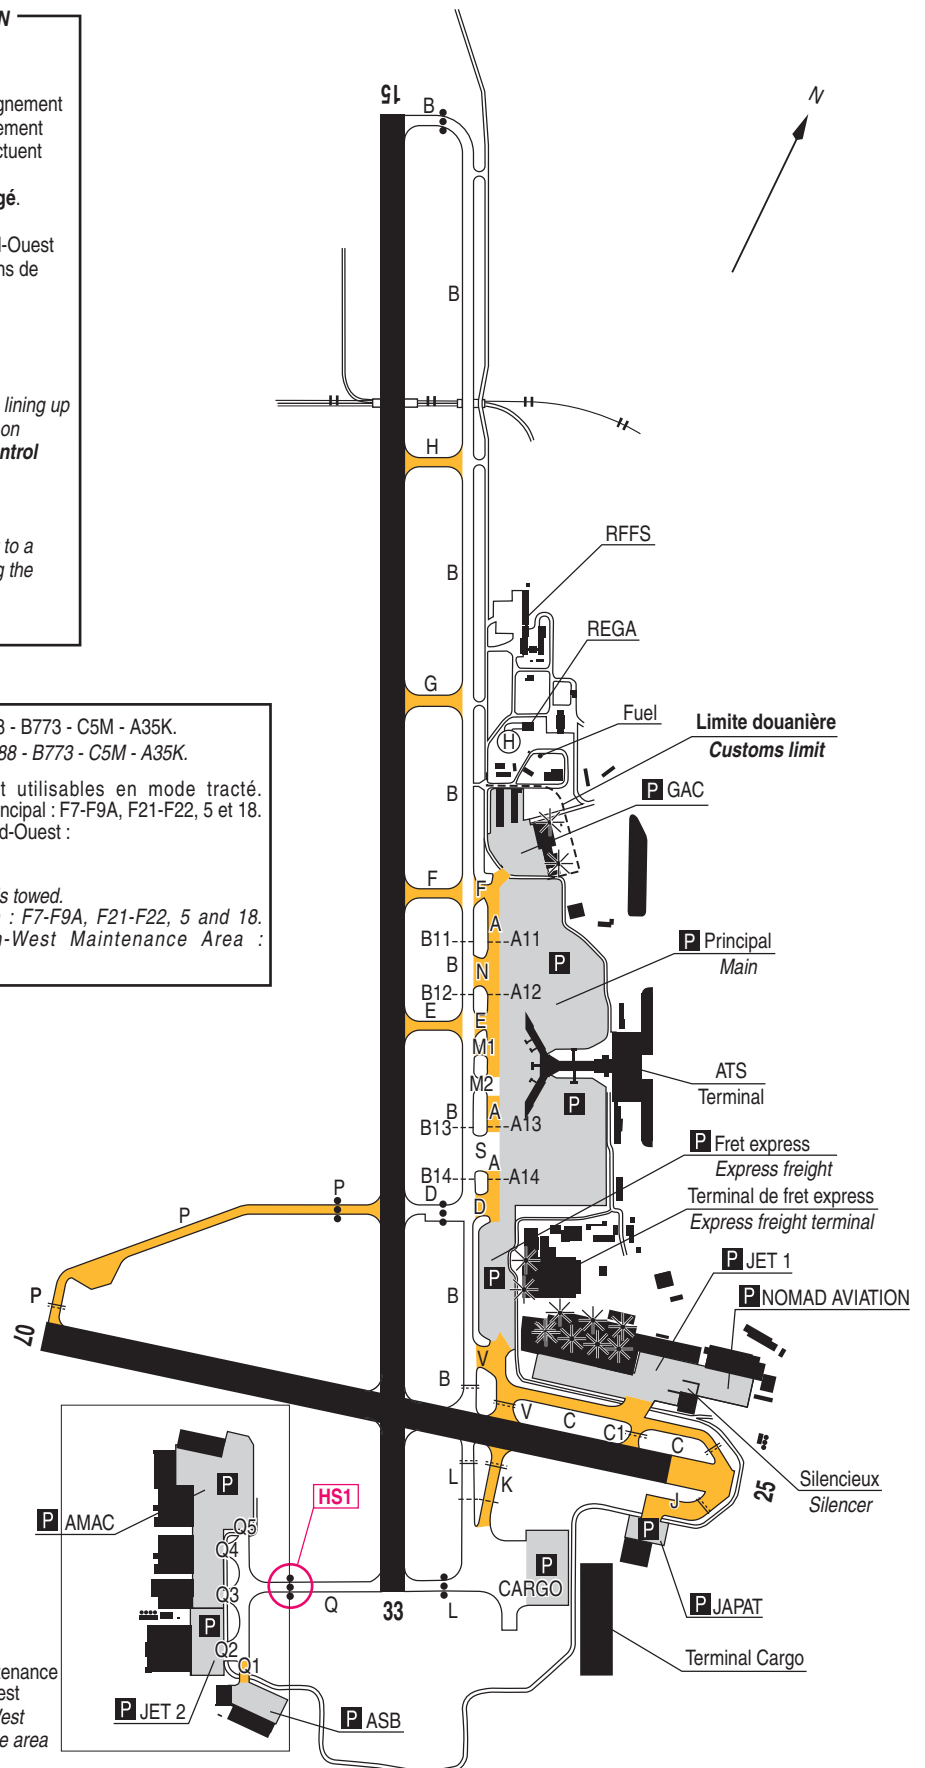 N
gnement
ement
ctuent
gé.
l-Ouest
ns de
lining up
on
ntrol
to a
g the
3 - B773 - C5M - A35K.
88 - B773 - C5M - A35K.
t utilisables en mode tracté.
ncipal : F7-F9A, F21-F22, 5 et 18.
d-Ouest :
s towed.
: F7-F9A, F21-F22, 5 and 18.
n-West Maintenance Area :
15
B
N
B
H
RFFS
B
REGA
G
Fuel
H
Limite douanière
Customs limit
B
P GAC
F
F
A
B11
A11
P Principal
Main
B
N
P
B12
A12
E
E
M1
ATS
Terminal
M2
P
B
A
B13
A13
P Fret express
Express freight
S
A
B14
A14
P
D
D
Terminal de fret express
Express freight terminal
P
P JET 1
P
P
B
P NOMAD AVIATION
07
V
B
V
C
C1
C
L
K
Silencieux
Silencer
25
J
P
HS1
P AMAC
Q5
Q4
P
P
CARGO
Q3
Q
33
L
P JAPAT
P
Q2
Q1
Terminal Cargo
tenance
est
Vest
e area
P JET 2
P ASB